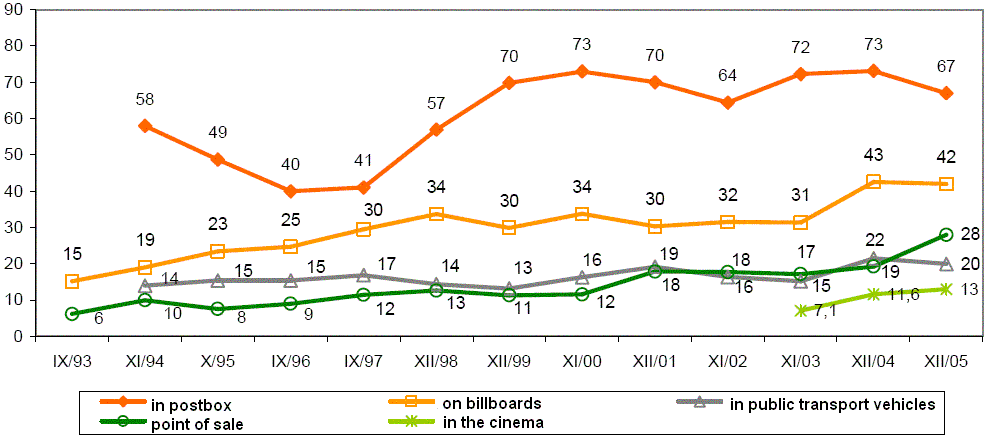 90
80
70
60
50
40
30
20
10
0
58 49 40 41 57 70 73 70 64 72 73 67
15 19 23 25 30 34 30 34 30 32 31 43 42
14 15 15 17 14 13 16 19 16 15 22 20
6 10 8 9 12 13 11 12 18 18 17 19 28
7,1 11,6 13
IX/93 XI/94 X/95 IX/96 IX/97 XII/98 XII/99 XI/00 XII/01 XI/02 XI/03 XII/04 XII/05
in postbox on billboards in public transport vehicles
point of sale in the cinema